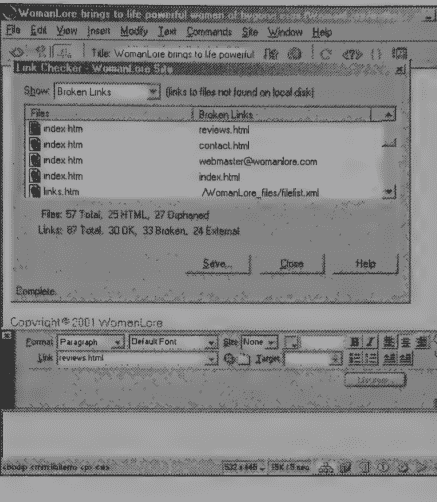 WomanLore brings to life powerful women of bygone eras
File Edit View Insert Modify Text Commands Site Window Help
Title: WomanLore brings to life powerful
Link Checker - WomanLore Site
Show: Broken Links (links to files not found on local disk)
Files Broken Links
index.htm reviews.html
index.htm contact.html
index.htm webmaster@womanlore.com
index.htm index.html
links.htm /WomanLore_files/filelist.xml
Files: 57 Total, 25 HTML, 27 Orphaned
Links: 87 Total, 30 OK, 33 Broken, 24 External
Save... Close Help
Complete.
Copyright © 2001 WomanLore
Format Paragraph Default Font Size None B I
Link reviews.html Target